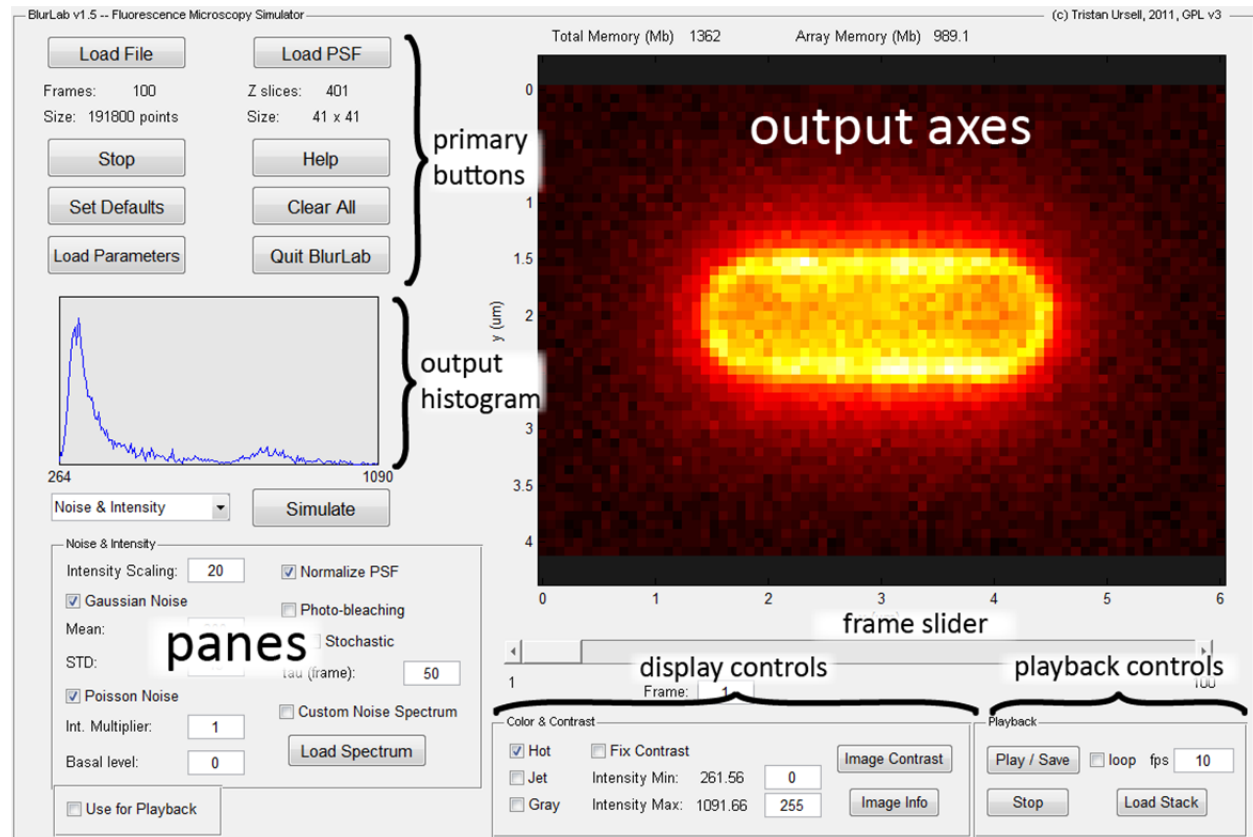 BlurLab v1.5 -- Fluorescence Microscopy Simulator
(c) Tristan Ursell, 2011, GPL v3
Load File
Load PSF
Frames: 100
Z slices: 401
Size: 191800 points
Size: 41 x 41
Stop
Help
Set Defaults
Clear All
Load Parameters
Quit BlurLab
primary
buttons
output
histogram
264
1090
Noise & Intensity
Simulate
Noise & Intensity
Intensity Scaling: 20
Normalize PSF
Gaussian Noise
Photo-bleaching
Mean:
panes
Stochastic
STD:
tau (frame): 50
Poisson Noise
Custom Noise Spectrum
Int. Multiplier: 1
Load Spectrum
Basal level: 0
Use for Playback
Total Memory (Mb) 1362
Array Memory (Mb) 989.1
output axes
0
1
1.5
2
y (um)
3
3.5
4
0 1 2 3 4 5 6
frame slider
display controls
playback controls
1
Frame: 1
100
Color & Contrast
Hot
Fix Contrast
Image Contrast
Jet
Intensity Min: 261.56 0
Gray
Intensity Max: 1091.66 255
Image Info
Playback
Play / Save
loop fps 10
Stop
Load Stack